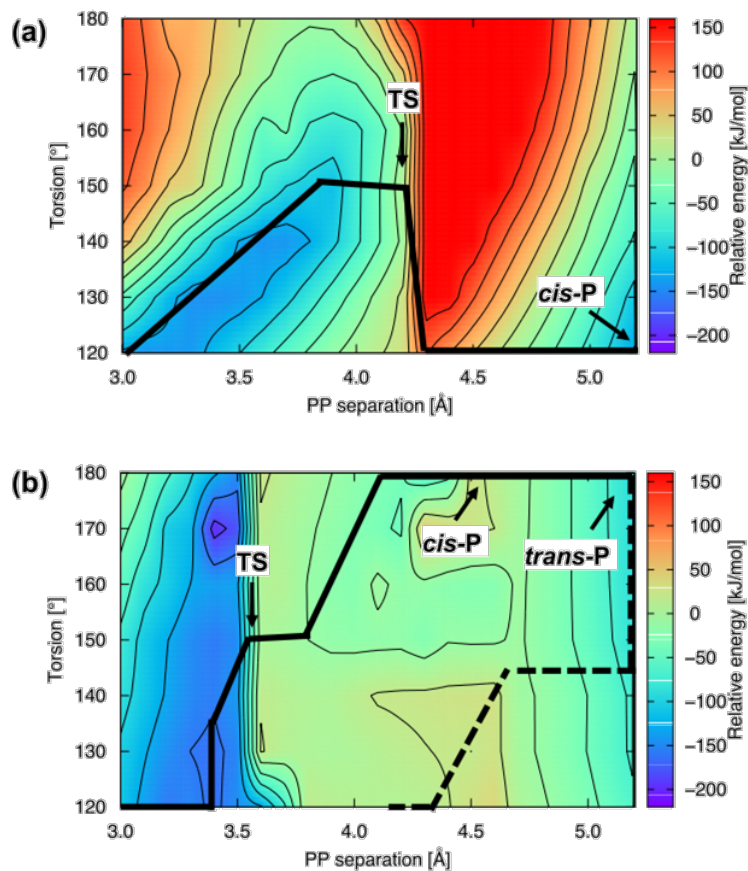 (a)
180
170
160
150
140
130
120
Torsion [°]
TS
cis-P
3.0 3.5 4.0 4.5 5.0
PP separation [Å]
150
100
50
0
−50
−100
−150
−200
Relative energy [kJ/mol]
(b)
180
170
160
150
140
130
120
Torsion [°]
TS
cis-P
trans-P
3.0 3.5 4.0 4.5 5.0
PP separation [Å]
150
100
50
0
−50
−100
−150
−200
Relative energy [kJ/mol]